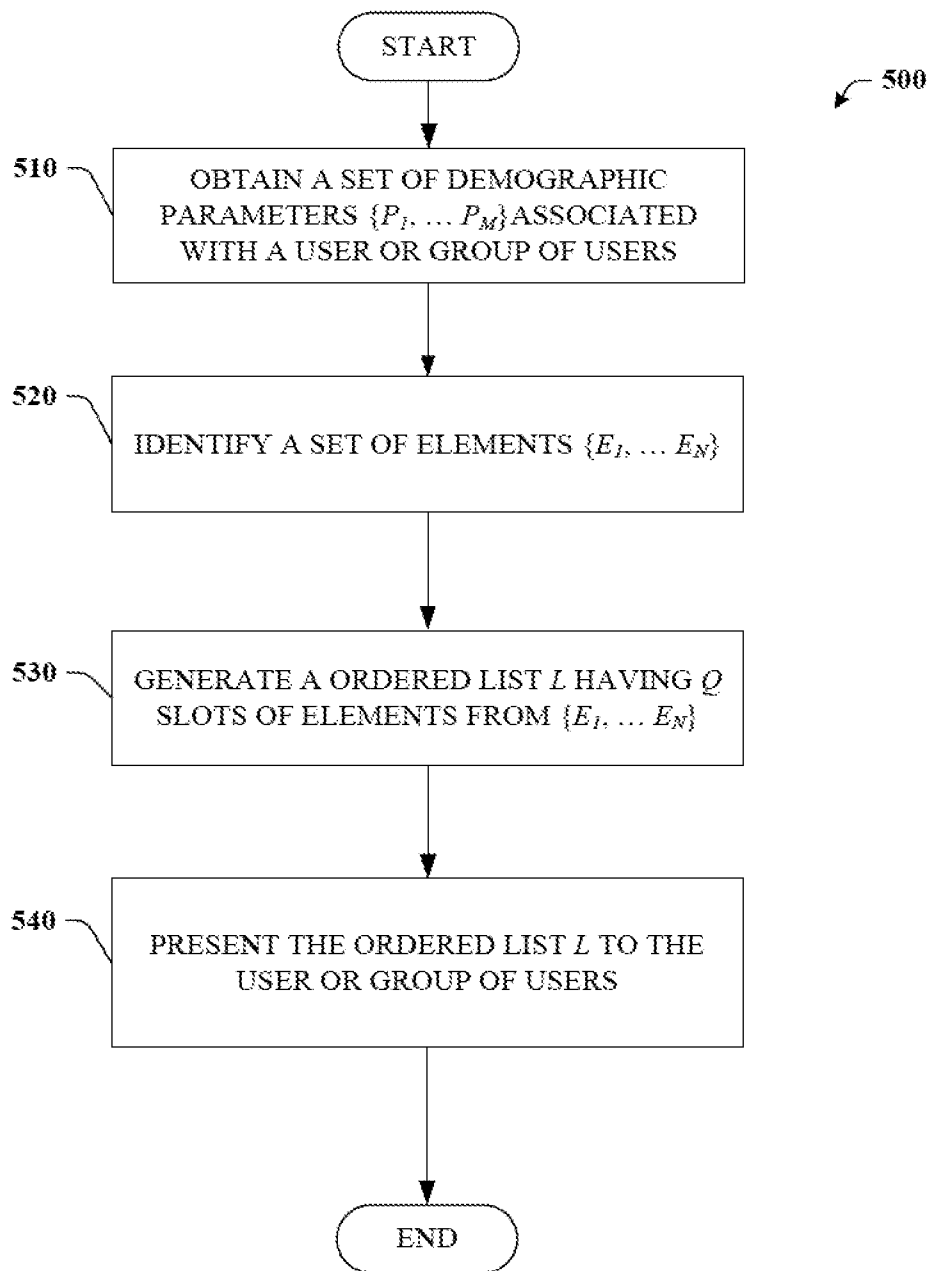 START
500
510
OBTAIN A SET OF DEMOGRAPHIC
PARAMETERS {P1, ... PM}ASSOCIATED
WITH A USER OR GROUP OF USERS
520
IDENTIFY A SET OF ELEMENTS {E1, ... EN}
530
GENERATE A ORDERED LIST L HAVING Q
SLOTS OF ELEMENTS FROM {E1, ... EN}
540
PRESENT THE ORDERED LIST L TO THE
USER OR GROUP OF USERS
END